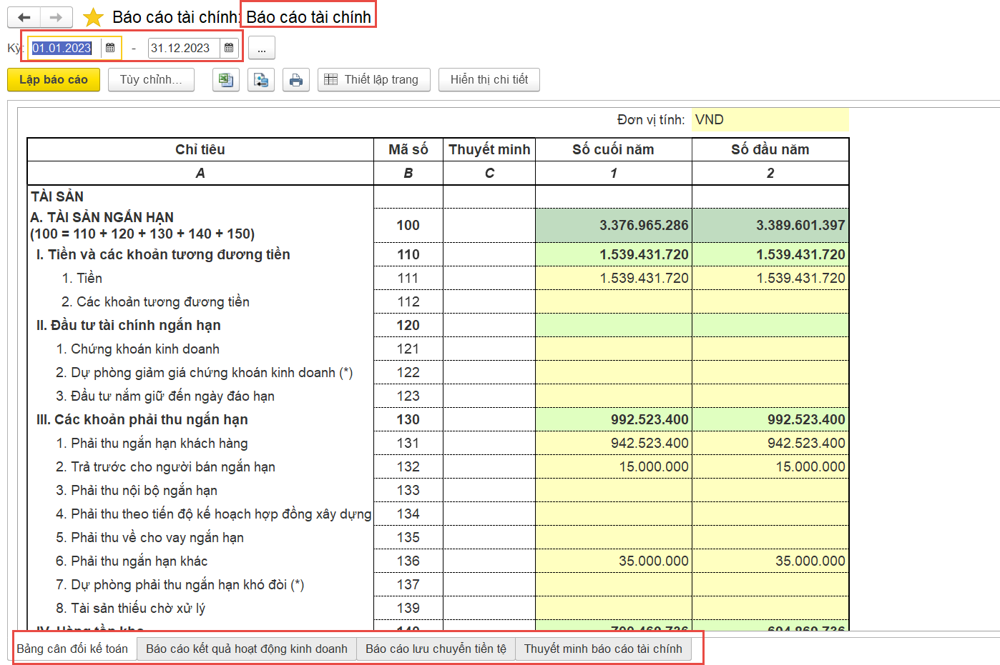 Báo cáo tài chính: Báo cáo tài chính
Kỳ: 01.01.2023 - 31.12.2023 ...
Lập báo cáo Tùy chỉnh... Thiết lập trang Hiển thị chi tiết
Đơn vị tính: VND
Chỉ tiêu Mã số Thuyết minh Số cuối năm Số đầu năm
A B C 1 2
TÀI SẢN
A. TÀI SẢN NGẮN HẠN
(100 = 110 + 120 + 130 + 140 + 150) 100 3.376.965.286 3.389.601.397
I. Tiền và các khoản tương đương tiền 110 1.539.431.720 1.539.431.720
1. Tiền 111 1.539.431.720 1.539.431.720
2. Các khoản tương đương tiền 112
II. Đầu tư tài chính ngắn hạn 120
1. Chứng khoán kinh doanh 121
2. Dự phòng giảm giá chứng khoán kinh doanh (*) 122
3. Đầu tư nắm giữ đến ngày đáo hạn 123
III. Các khoản phải thu ngắn hạn 130 992.523.400 992.523.400
1. Phải thu ngắn hạn khách hàng 131 942.523.400 942.523.400
2. Trả trước cho người bán ngắn hạn 132 15.000.000 15.000.000
3. Phải thu nội bộ ngắn hạn 133
4. Phải thu theo tiến độ kế hoạch hợp đồng xây dựng 134
5. Phải thu về cho vay ngắn hạn 135
6. Phải thu ngắn hạn khác 136 35.000.000 35.000.000
7. Dự phòng phải thu ngắn hạn khó đòi (*) 137
8. Tài sản thiếu chờ xử lý 139
IV. Hàng tồn kho 140
Bảng cân đối kế toán Báo cáo kết quả hoạt động kinh doanh Báo cáo lưu chuyển tiền tệ Thuyết minh báo cáo tài chính